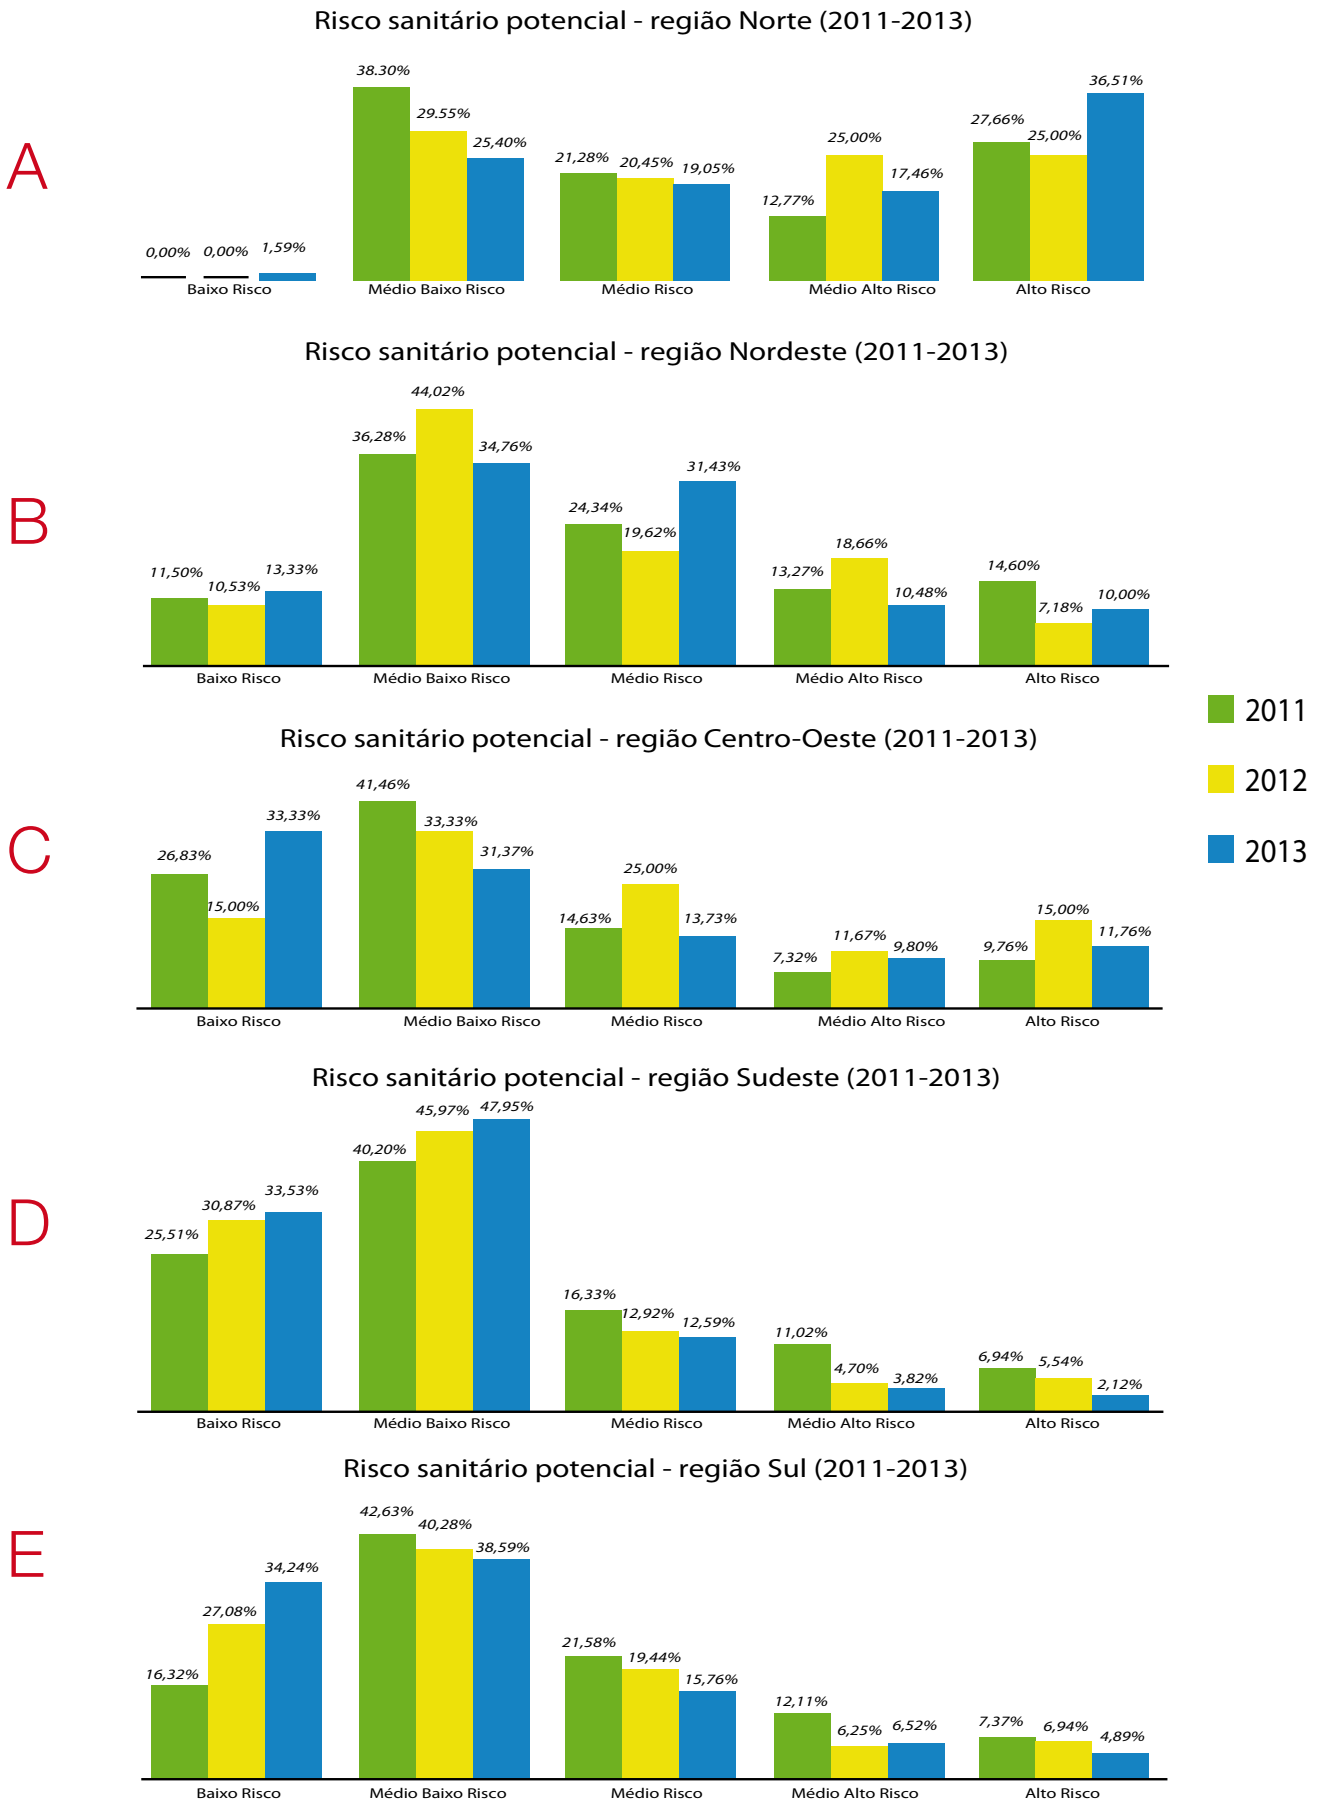 Risco sanitário potencial - região Norte (2011-2013)
A
38.30%
29.55%
25,40%
21,28%
20,45%
19,05%
12,77%
25,00%
17,46%
27,66%
25,00%
36,51%
0,00%
0,00%
1,59%
Baixo Risco
Médio Baixo Risco
Médio Risco
Médio Alto Risco
Alto Risco
Risco sanitário potencial - região Nordeste (2011-2013)
B
11,50%
10,53%
13,33%
36,28%
44,02%
34,76%
24,34%
19,62%
31,43%
13,27%
18,66%
10,48%
14,60%
7,18%
10,00%
Baixo Risco
Médio Baixo Risco
Médio Risco
Médio Alto Risco
Alto Risco
2011
2012
2013
Risco sanitário potencial - região Centro-Oeste (2011-2013)
C
26,83%
15,00%
33,33%
41,46%
33,33%
31,37%
14,63%
25,00%
13,73%
7,32%
11,67%
9,80%
9,76%
15,00%
11,76%
Baixo Risco
Médio Baixo Risco
Médio Risco
Médio Alto Risco
Alto Risco
Risco sanitário potencial - região Sudeste (2011-2013)
D
25,51%
30,87%
33,53%
40,20%
45,97%
47,95%
16,33%
12,92%
12,59%
11,02%
4,70%
3,82%
6,94%
5,54%
2,12%
Baixo Risco
Médio Baixo Risco
Médio Risco
Médio Alto Risco
Alto Risco
Risco sanitário potencial - região Sul (2011-2013)
E
16,32%
27,08%
34,24%
42,63%
40,28%
38,59%
21,58%
19,44%
15,76%
12,11%
6,25%
6,52%
7,37%
6,94%
4,89%
Baixo Risco
Médio Baixo Risco
Médio Risco
Médio Alto Risco
Alto Risco